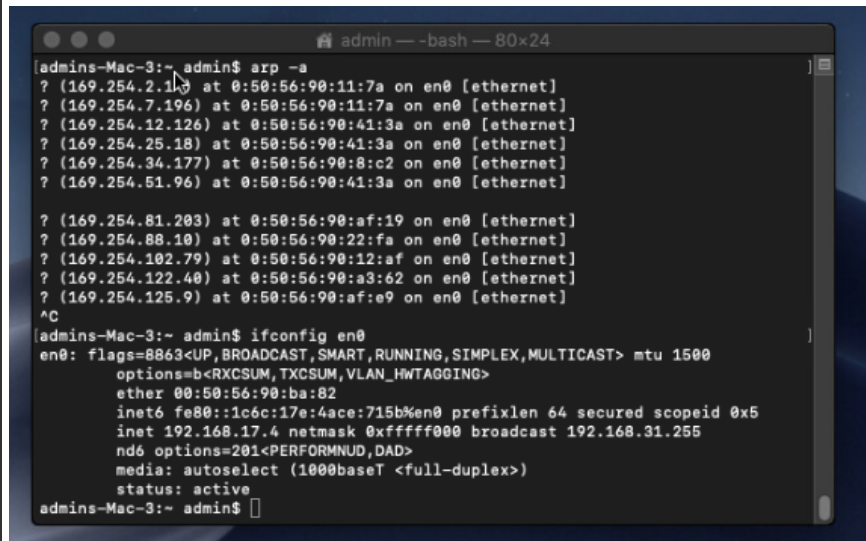 admin — -bash — 80×24
[admins-Mac-3:~ admin$ arp -a ]
? at 0:50:56:90:11:7a on en0 [ethernet]
? (169.254.7.196) at 0:50:56:90:11:7a on en0 [ethernet]
? (169.254.12.126) at 0:50:56:90:41:3a on en0 [ethernet]
? (169.254.25.18) at 0:50:56:90:41:3a on en0 [ethernet]
? (169.254.34.177) at 0:50:56:90:8:c2 on en0 [ethernet]
? (169.254.51.96) at 0:50:56:90:41:3a on en0 [ethernet]
? (169.254.81.203) at 0:50:56:90:af:19 on en0 [ethernet]
? (169.254.88.10) at 0:50:56:90:22:fa on en0 [ethernet]
? (169.254.102.79) at 0:50:56:90:12:af on en0 [ethernet]
? (169.254.122.40) at 0:50:56:90:a3:62 on en0 [ethernet]
? (169.254.125.9) at 0:50:56:90:af:e9 on en0 [ethernet]
^C
[admins-Mac-3:~ admin$ ifconfig en0 ]
en0: flags=8863<UP,BROADCAST,SMART,RUNNING,SIMPLEX,MULTICAST> mtu 1500
options=b<RXCSUM,TXCSUM,VLAN_HWTAGGING>
ether 00:50:56:90:ba:82
inet6 fe80::1c6c:17e:4ace:715b%en0 prefixlen 64 secured scopeid 0x5
inet 192.168.17.4 netmask 0xfffff000 broadcast 192.168.31.255
nd6 options=201<PERFORMNUD,DAD>
media: autoselect (1000baseT <full-duplex>)
status: active
admins-Mac-3:~ admin$